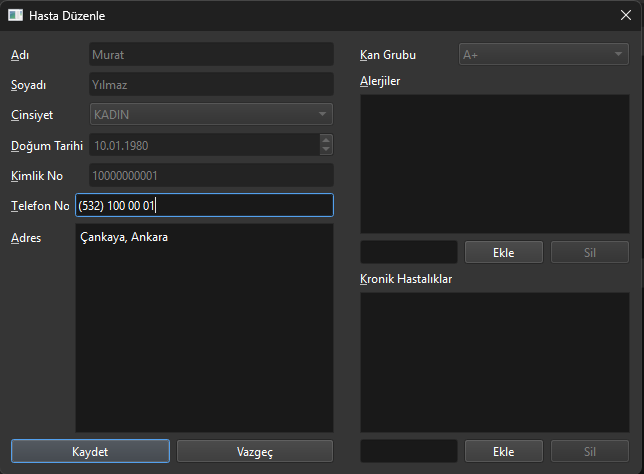 Hasta Düzenle
Adı Murat
Soyadı Yılmaz
Cinsiyet KADIN
Doğum Tarihi 10.01.1980
Kimlik No 10000000001
Telefon No (532) 100 00 01
Adres Çankaya, Ankara
Kaydet Vazgeç
Kan Grubu A+
Alerjiler
Ekle Sil
Kronik Hastalıklar
Ekle Sil